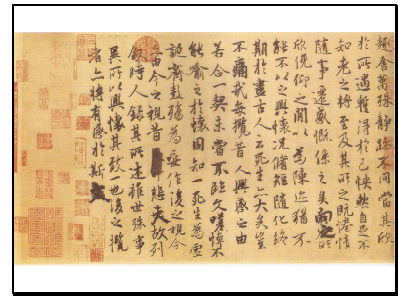 趣舍萬殊靜躁不同當其欣
於所遇蹔得於己怏然自足不
知老之將至及其所之既惓情
隨事遷感慨係之矣向之所
欣俛仰之閒以為陳迹猶不
能不以之興懷況脩短隨化終
期於盡古人云死生亦大矣豈
不痛哉每攬昔人興感之由
若合一契未嘗不臨文嗟悼不
能喻之於懷固知一死生為虛
誕齊彭殤為妄作後之視今
亦由今之視昔悲夫故列
敘時人錄其所述雖世殊事
異所以興懷其致一也後之攬
者亦將有感於斯文